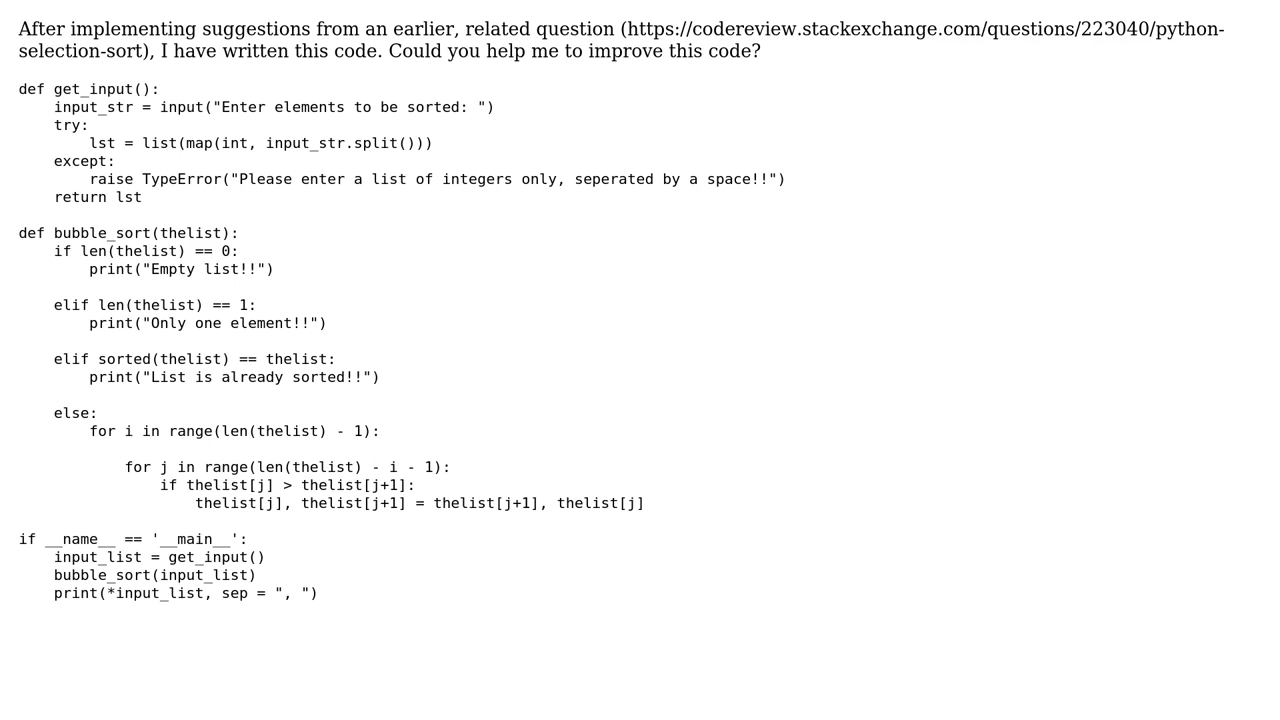 After implementing suggestions from an earlier, related question (https://codereview.stackexchange.com/questions/223040/python-
selection-sort), I have written this code. Could you help me to improve this code?
def get_input():
    input_str = input("Enter elements to be sorted: ")
    try:
        lst = list(map(int, input_str.split()))
    except:
        raise TypeError("Please enter a list of integers only, seperated by a space!!")
    return lst
def bubble_sort(thelist):
    if len(thelist) == 0:
        print("Empty list!!")
    elif len(thelist) == 1:
        print("Only one element!!")
    elif sorted(thelist) == thelist:
        print("List is already sorted!!")
    else:
        for i in range(len(thelist) - 1):
            for j in range(len(thelist) - i - 1):
                if thelist[j] > thelist[j+1]:
                    thelist[j], thelist[j+1] = thelist[j+1], thelist[j]
if __name__ == '__main__':
    input_list = get_input()
    bubble_sort(input_list)
    print(*input_list, sep = ", ")